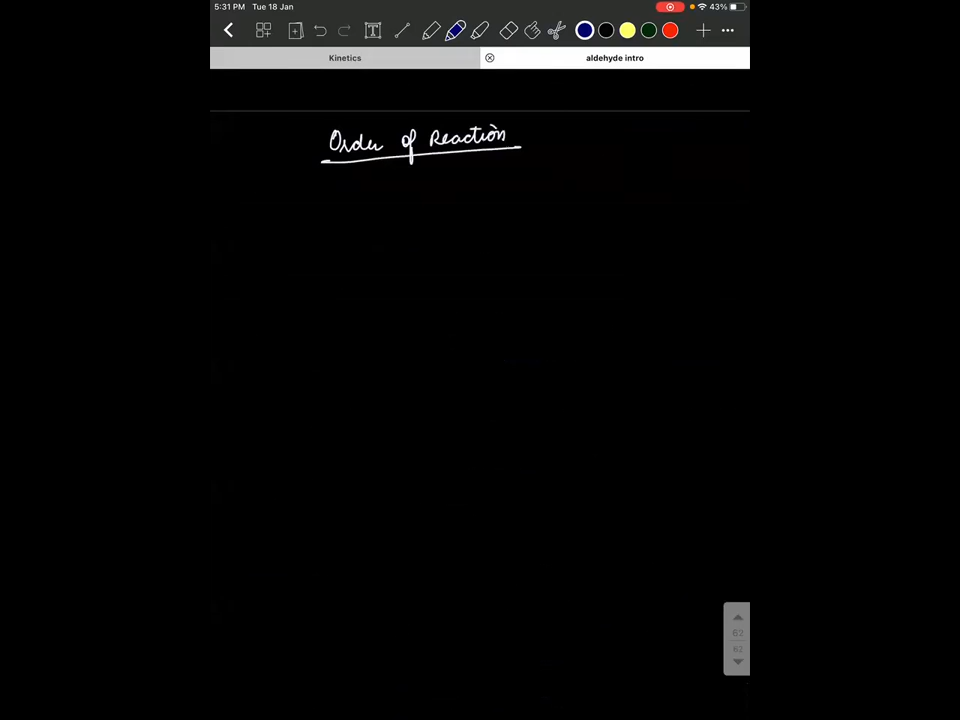 5:31 PM Tue 18 Jan 43%
Kinetics aldehyde intro
Order of Reaction
62
62